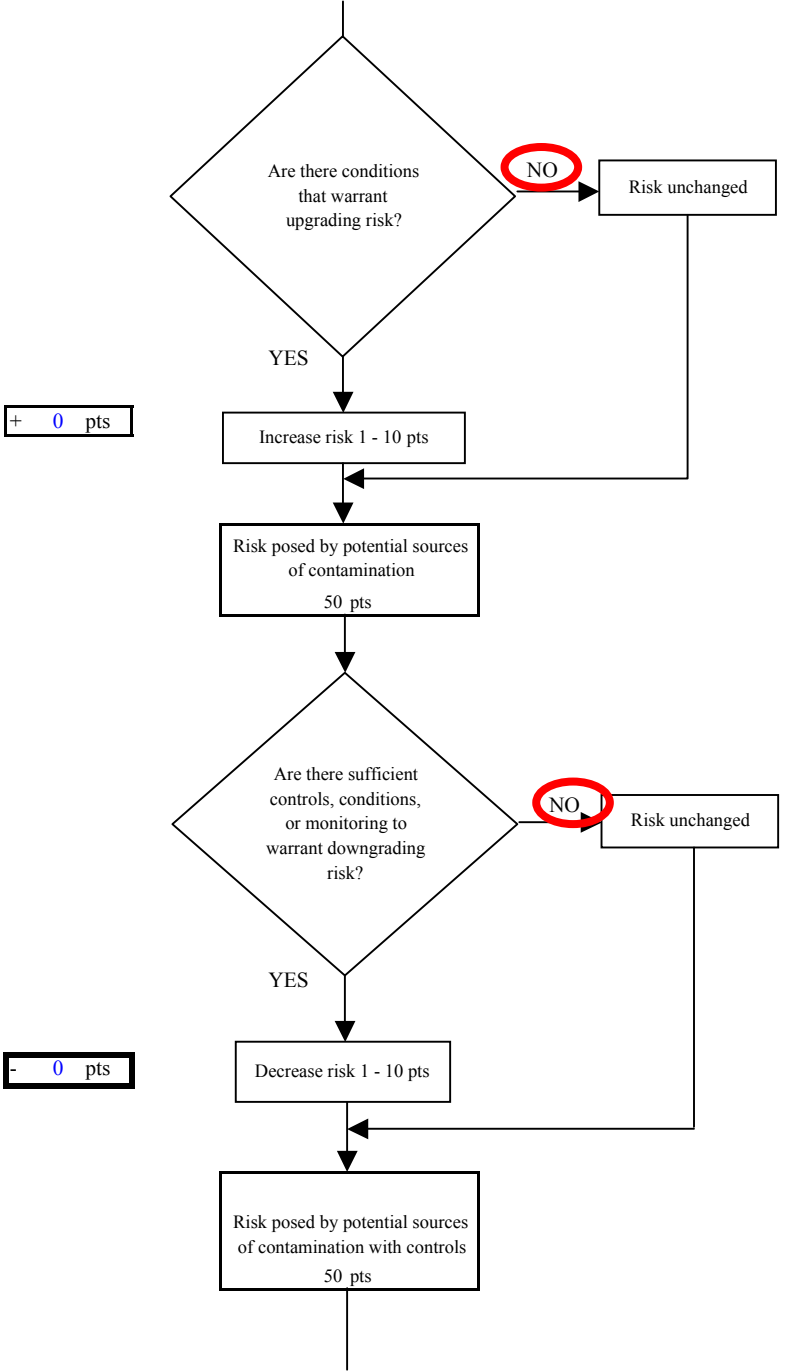 Are there conditions
that warrant
upgrading risk?
NO
Risk unchanged
YES
+ 0 pts
Increase risk 1 - 10 pts
Risk posed by potential sources
of contamination
50 pts
Are there sufficient
controls, conditions,
or monitoring to
warrant downgrading
risk?
NO
Risk unchanged
YES
- 0 pts
Decrease risk 1 - 10 pts
Risk posed by potential sources
of contamination with controls
50 pts